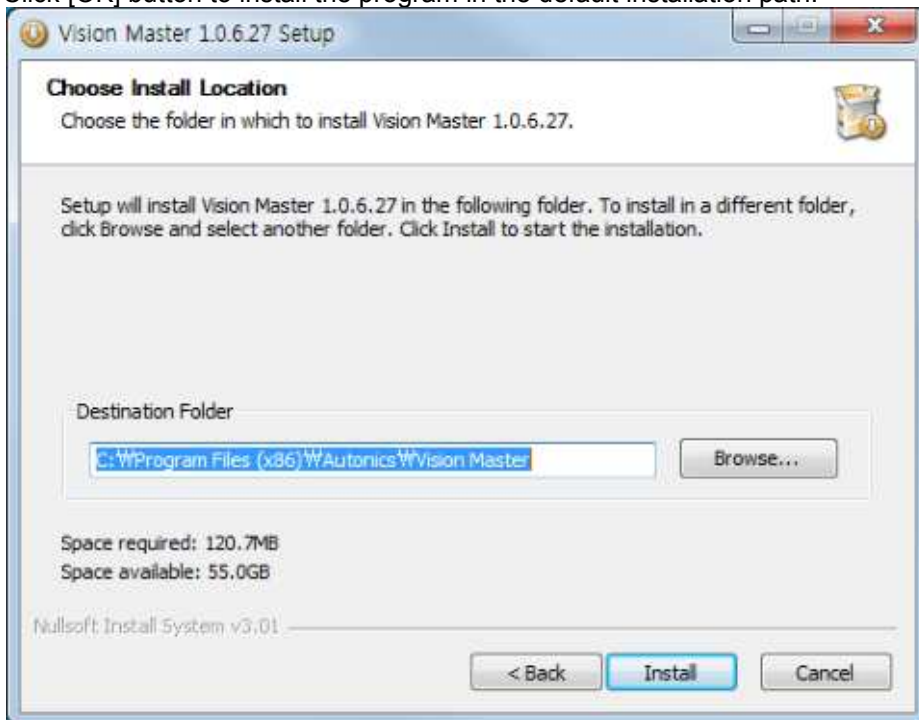 Click [OK] button to install the program in the default installation path.
Vision Master 1.0.6.27 Setup
Choose Install Location
Choose the folder in which to install Vision Master 1.0.6.27.
Setup will install Vision Master 1.0.6.27 in the following folder. To install in a different folder,
click Browse and select another folder. Click Install to start the installation.
Destination Folder
C:₩Program Files (x86)₩Autonics₩Vision Master
Browse...
Space required: 120.7MB
Space available: 55.0GB
Nullsoft Install System v3.01
< Back
Install
Cancel